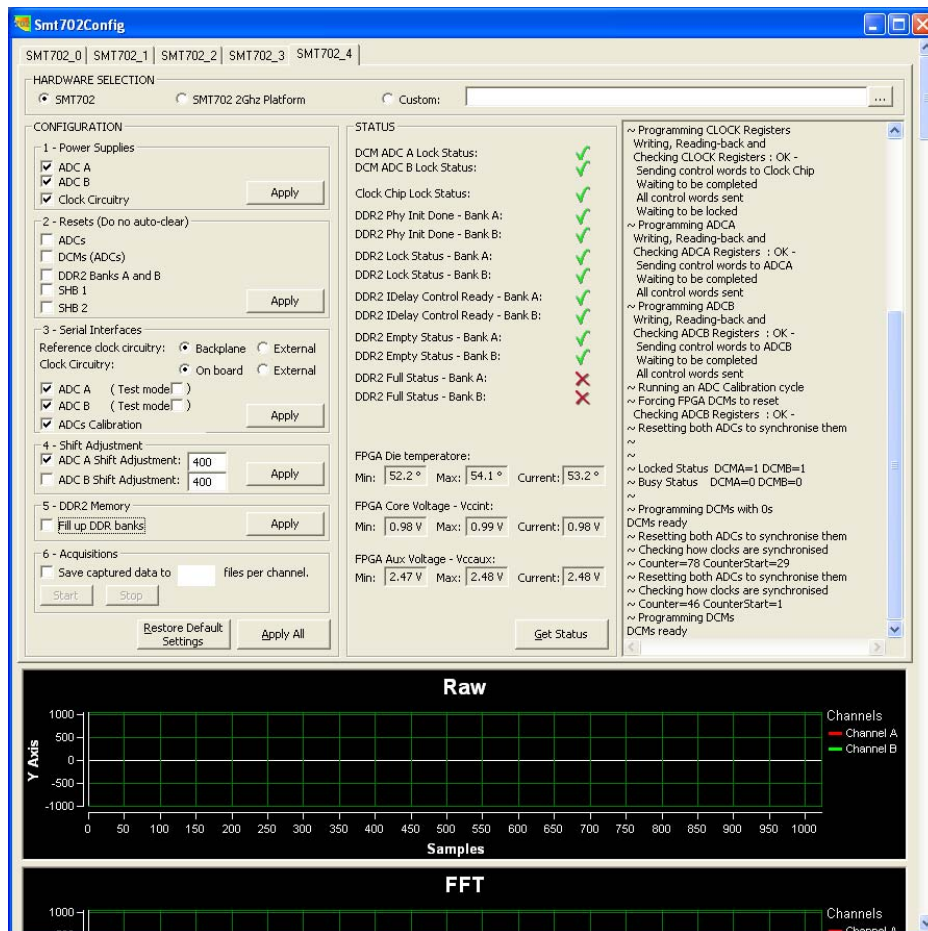 Smt702Config
SMT702_0 SMT702_1 SMT702_2 SMT702_3 SMT702_4
HARDWARE SELECTION
SMT702 SMT702 2Ghz Platform Custom: ...
CONFIGURATION
1 - Power Supplies
ADC A
ADC B
Clock Circuitry
Apply
2 - Resets (Do no auto-clear)
ADCs
DCMs (ADCs)
DDR2 Banks A and B
SHB 1
SHB 2
Apply
3 - Serial Interfaces
Reference clock circuitry: Backplane External
Clock Circuitry: On board External
ADC A (Test mode )
ADC B (Test mode )
ADCs Calibration
Apply
4 - Shift Adjustment
ADC A Shift Adjustment: 400
ADC B Shift Adjustment: 400
Apply
5 - DDR2 Memory
Fill up DDR banks
Apply
6 - Acquisitions
Save captured data to files per channel.
Start Stop
Restore Default Settings
Apply All
STATUS
DCM ADC A Lock Status:
DCM ADC B Lock Status:
Clock Chip Lock Status:
DDR2 Phy Init Done - Bank A:
DDR2 Phy Init Done - Bank B:
DDR2 Lock Status - Bank A:
DDR2 Lock Status - Bank B:
DDR2 IDelay Control Ready - Bank A:
DDR2 IDelay Control Ready - Bank B:
DDR2 Empty Status - Bank A:
DDR2 Empty Status - Bank B:
DDR2 Full Status - Bank A:
DDR2 Full Status - Bank B:
FPGA Die temperatore:
Min: 52.2 ° Max: 54.1 ° Current: 53.2 °
FPGA Core Voltage - Vccint:
Min: 0.98 V Max: 0.99 V Current: 0.98 V
FPGA Aux Voltage - Vccaux:
Min: 2.47 V Max: 2.48 V Current: 2.48 V
Get Status
~ Programming CLOCK Registers
Writing, Reading-back and
Checking CLOCK Registers : OK -
Sending control words to Clock Chip
Waiting to be completed
All control words sent
Waiting to be locked
~ Programming ADCA
Writing, Reading-back and
Checking ADCA Registers : OK -
Sending control words to ADCA
Waiting to be completed
All control words sent
~ Programming ADCB
Writing, Reading-back and
Checking ADCB Registers : OK -
Sending control words to ADCB
Waiting to be completed
All control words sent
~ Running an ADC Calibration cycle
~ Forcing FPGA DCMs to reset
Checking ADCB Registers : OK -
~ Resetting both ADCs to synchronise them
~
~
~ Locked Status DCMA=1 DCMB=1
~ Busy Status DCMA=0 DCMB=0
~
~ Programming DCMs with 0s
DCMs ready
~ Resetting both ADCs to synchronise them
~ Checking how clocks are synchronised
~ Counter=78 CounterStart=29
~ Resetting both ADCs to synchronise them
~ Checking how clocks are synchronised
~ Counter=46 CounterStart=1
~ Programming DCMs
DCMs ready
Raw
Y Axis
1000
500
0
-500
-1000
0 50 100 150 200 250 300 350 400 450 500 550 600 650 700 750 800 850 900 950 1000
Samples
Channels
Channel A
Channel B
FFT
1000
Channels
Channel A